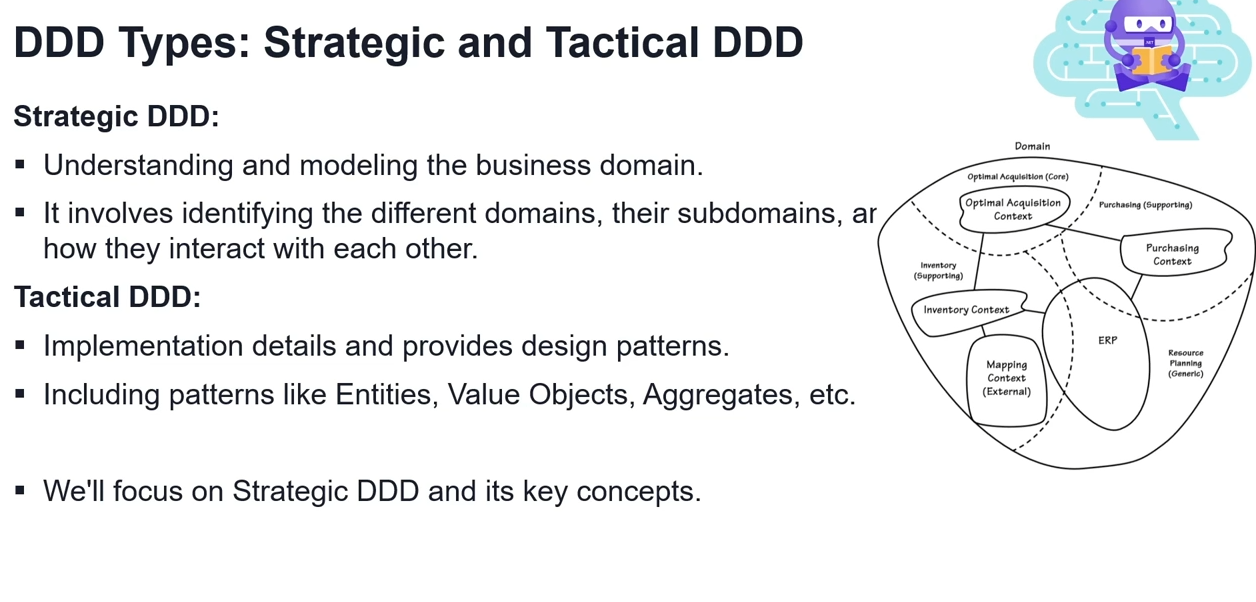 DDD Types: Strategic and Tactical DDD
Strategic DDD:
▪ Understanding and modeling the business domain.
▪ It involves identifying the different domains, their subdomains,
how they interact with each other.
Tactical DDD:
▪ Implementation details and provides design patterns.
▪ Including patterns like Entities, Value Objects, Aggregates, etc.
▪ We'll focus on Strategic DDD and its key concepts.
.NET
Domain
Optimal Acquisition (Core)
Optimal Acquisition
Context
Purchasing (Supporting)
Purchasing
Context
Inventory
(Supporting)
Inventory Context
Mapping
Context
(External)
ERP
Resource
Planning
(Generic)